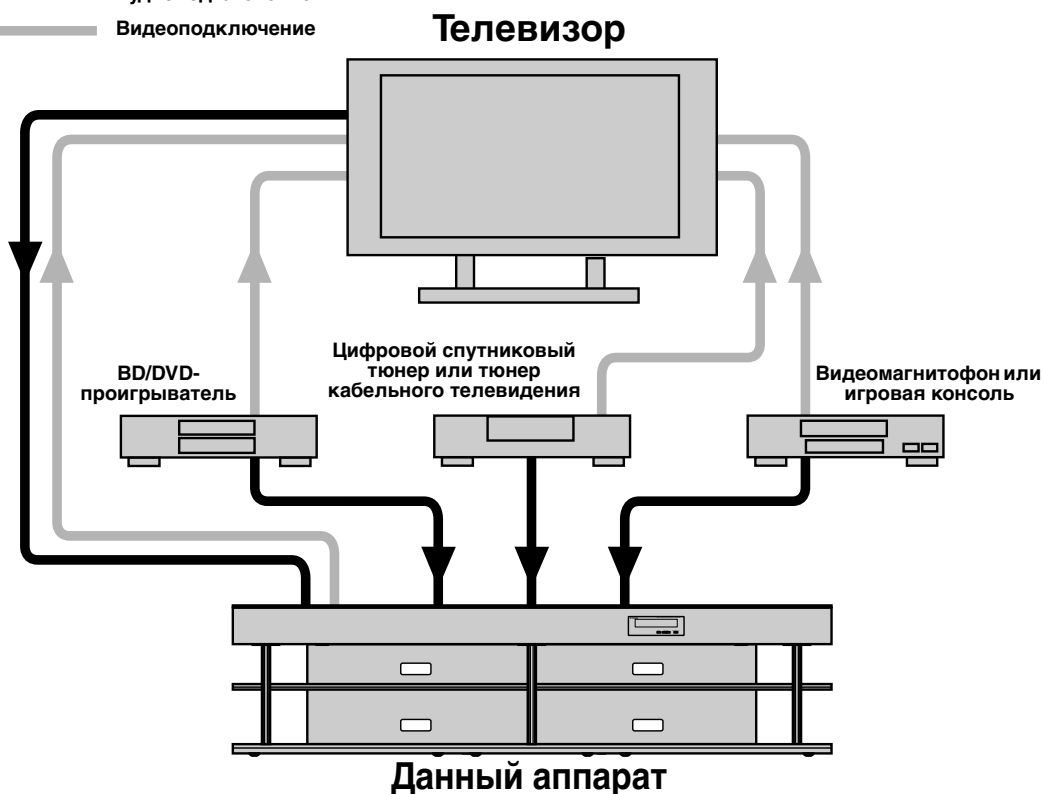 Видеоподключение
Телевизор
Цифровой спутниковый
тюнер или тюнер
кабельного телевидения
BD/DVD-
проигрыватель
Видеомагнитофон или
игровая консоль
Данный аппарат